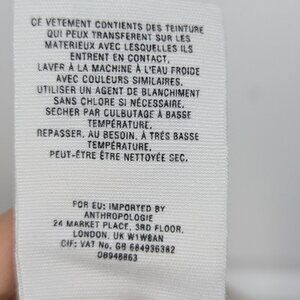 CE VETEMENT CONTIENTS DES TEINTURE
QUI PEUX TRANSFERENT SUR LES
MATERIEUX AVEC LESQUELLES ILS
ENTRENT EN CONTACT.
LAVER À LA MACHINE À L'EAU FROIDE
AVEC COULEURS SIMILAIRES.
UTILISER UN AGENT DE BLANCHIMENT
SANS CHLORE SI NÉCESSAIRE.
SECHER PAR CULBUTAGE À BASSE
TEMPÉRATURE.
REPASSER, AU BESOIN, À TRÈS BASSE
TEMPÉRATURE.
PEUT-ÊTRE ÊTRE NETTOYÉE SEC.
FOR EU: IMPORTED BY
ANTHROPOLOGIE
24 MARKET PLACE, 3RD FLOOR,
LONDON, UK W1W8AN
CIF: VAT No. GB 684936382
OB948863